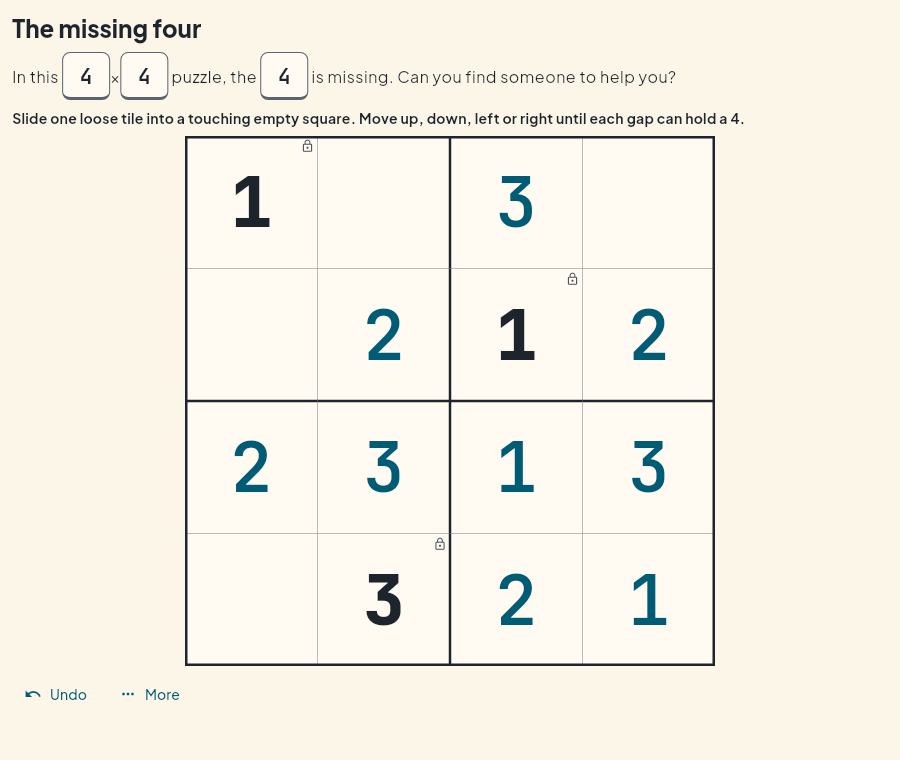 The missing four
In this 4 × 4 puzzle, the 4 is missing. Can you find someone to help you?
Slide one loose tile into a touching empty square. Move up, down, left or right until each gap can hold a 4.
1 3
2 1 2
2 3 1 3
3 2 1
Undo ... More